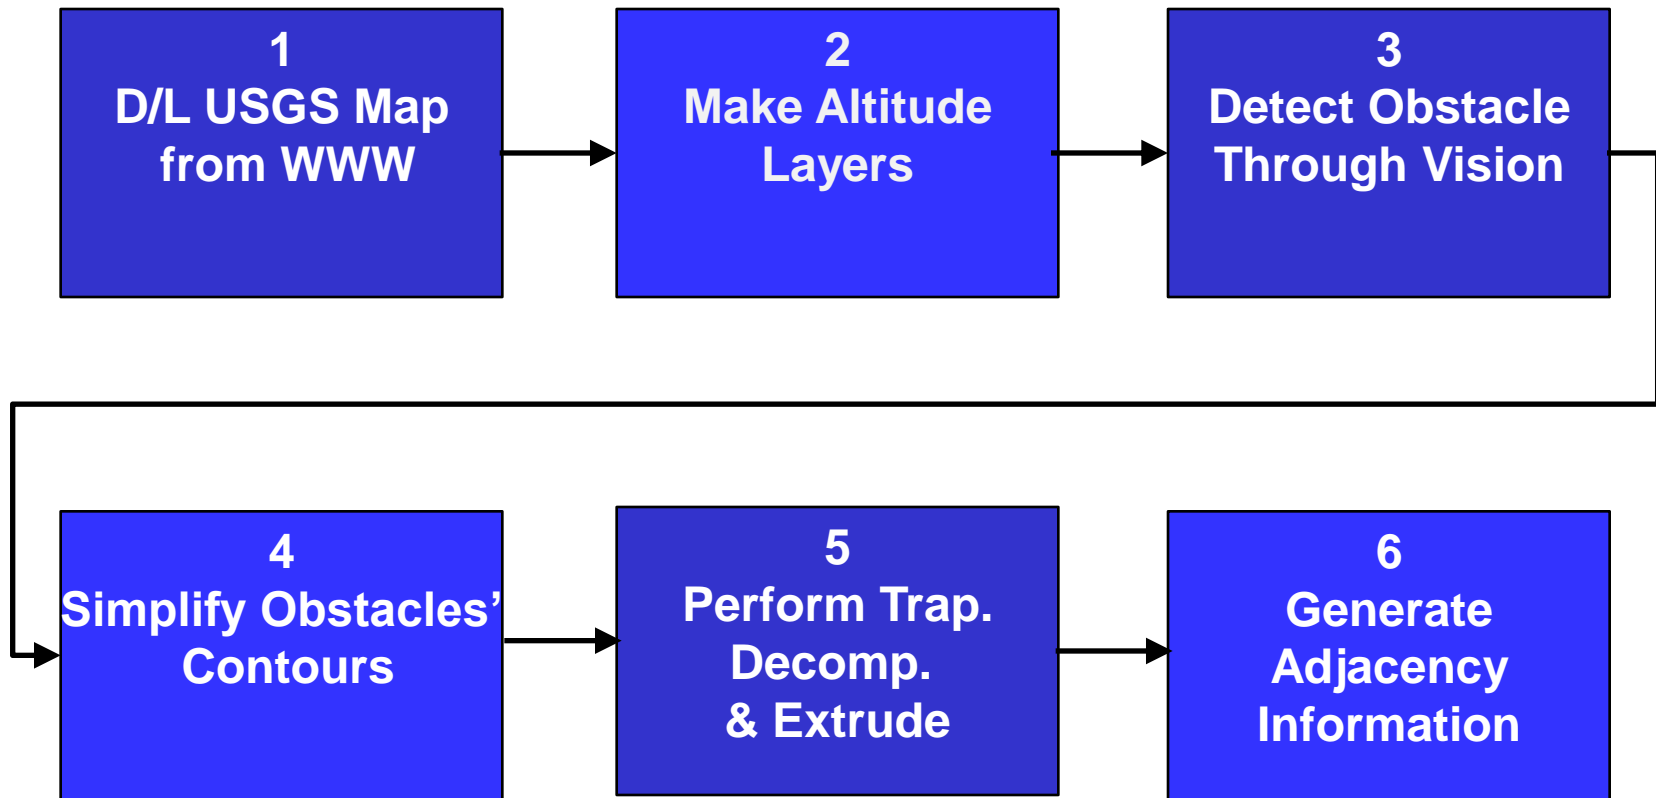 1
D/L USGS Map
from WWW
2
Make Altitude
Layers
3
Detect Obstacle
Through Vision
4
Simplify Obstacles’
Contours
5
Perform Trap.
Decomp.
& Extrude
6
Generate
Adjacency
Information